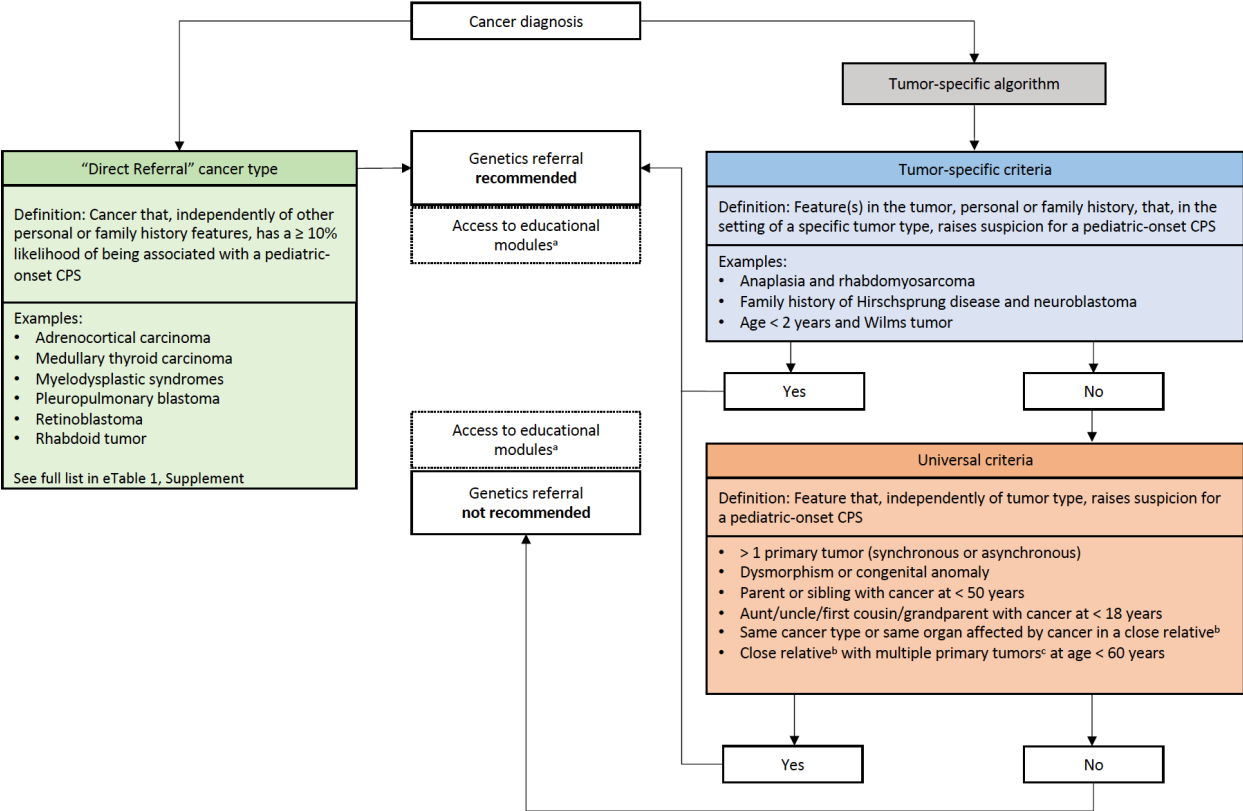 Cancer diagnosis
Tumor-specific algorithm
“Direct Referral” cancer type
Definition: Cancer that, independently of other
personal or family history features, has a ≥ 10%
likelihood of being associated with a pediatric-
onset CPS
Examples:
• Adrenocortical carcinoma
• Medullary thyroid carcinoma
• Myelodysplastic syndromes
• Pleuropulmonary blastoma
• Retinoblastoma
• Rhabdoid tumor
See full list in eTable 1, Supplement
Genetics referral
recommended
Access to educational
modulesᵃ
Tumor-specific criteria
Definition: Feature(s) in the tumor, personal or family history, that, in the
setting of a specific tumor type, raises suspicion for a pediatric-onset CPS
Examples:
• Anaplasia and rhabdomyosarcoma
• Family history of Hirschsprung disease and neuroblastoma
• Age < 2 years and Wilms tumor
Yes
No
Access to educational
modulesᵃ
Genetics referral
not recommended
Universal criteria
Definition: Feature that, independently of tumor type, raises suspicion for
a pediatric-onset CPS
• > 1 primary tumor (synchronous or asynchronous)
• Dysmorphism or congenital anomaly
• Parent or sibling with cancer at < 50 years
• Aunt/uncle/first cousin/grandparent with cancer at < 18 years
• Same cancer type or same organ affected by cancer in a close relativeᵇ
• Close relativeᵇ with multiple primary tumorsᶜ at age < 60 years
Yes
No